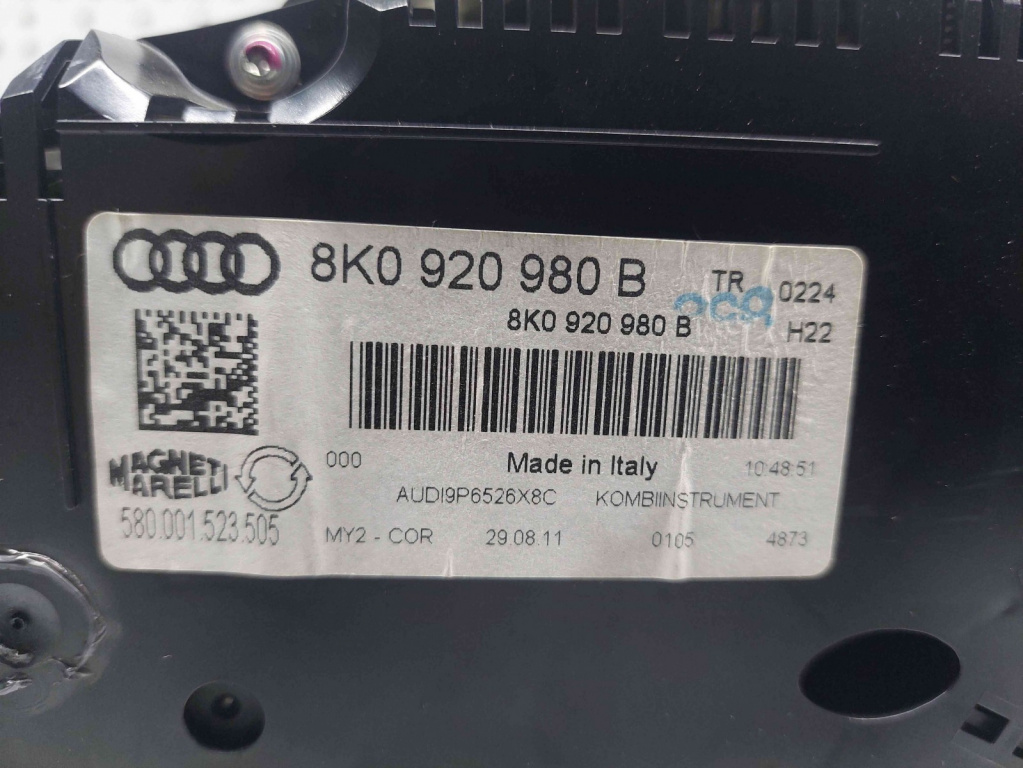 8K0 920 980 B
TR 0224
8K0 920 980 B
H22
000
Made in Italy
10:48:51
MAGNETI
MARELLI
AUDI9P6526X8C KOMBIINSTRUMENT
580.001.523.505
MY2 - COR 29.08.11 0105 4873